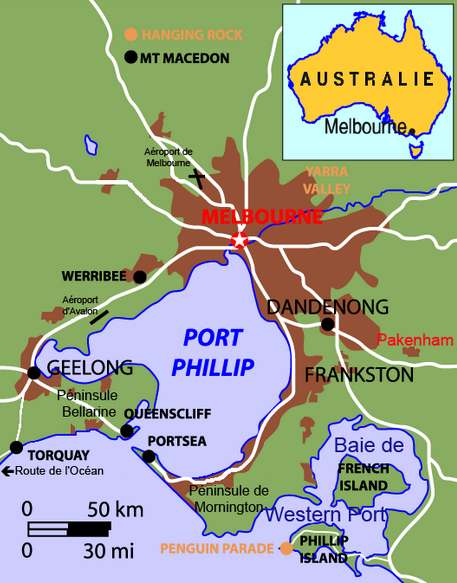 HANGING ROCK
MT MACEDON
AUSTRALIE
Melbourne
Aéroport de
Melbourne
YARRA
VALLEY
MELBOURNE
WERRIBEE
Aéroport
d'Avalon
DANDENONG
PORT
PHILLIP
Pakenham
GEELONG
FRANKSTON
Péninsule
Bellarine
QUEENSCLIFF
PORTSEA
Baie de
TORQUAY
Route de l'Océan
FRENCH
ISLAND
Péninsule de
Mornington
Western Port
0 50 km
0 30 mi
PENGUIN PARADE
PHILLIP
ISLAND